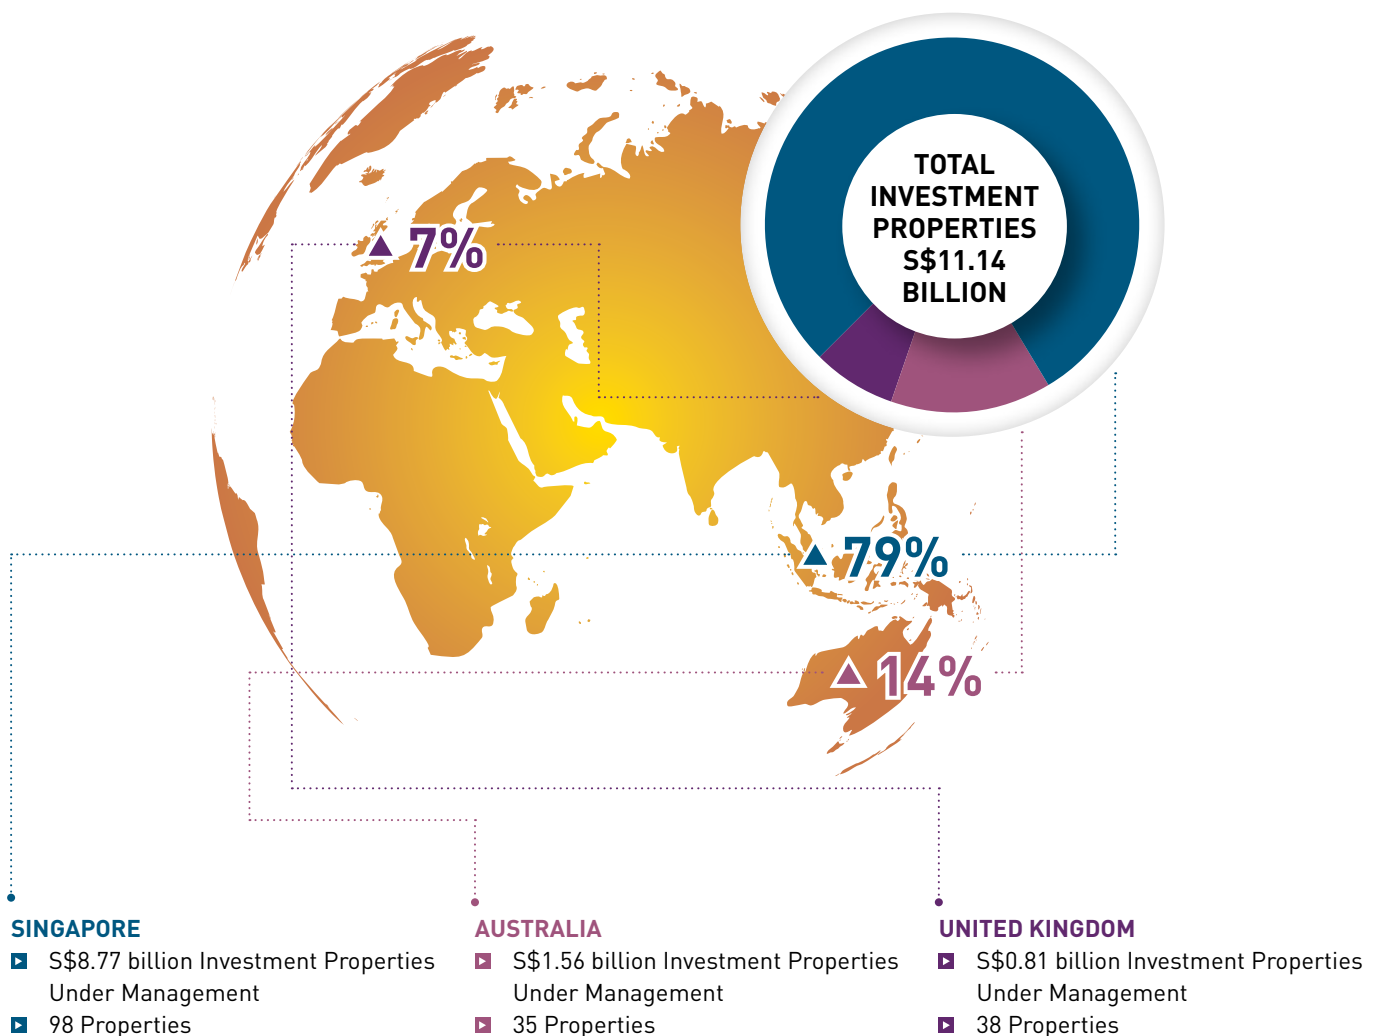 TOTAL
INVESTMENT
PROPERTIES
S$11.14
BILLION
7%
79%
14%
SINGAPORE
S$8.77 billion Investment Properties
Under Management
98 Properties
AUSTRALIA
S$1.56 billion Investment Properties
Under Management
35 Properties
UNITED KINGDOM
S$0.81 billion Investment Properties
Under Management
38 Properties